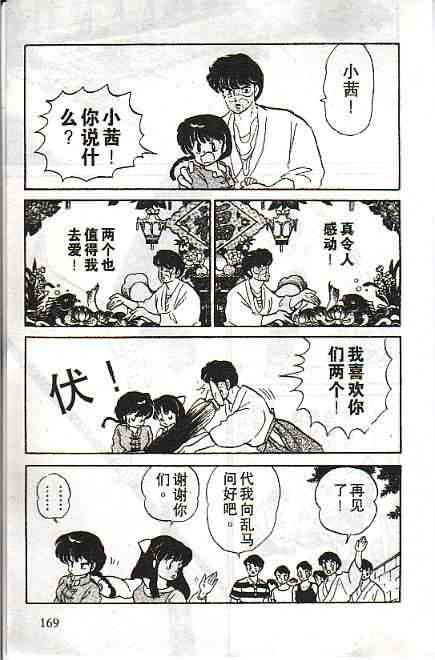 小茜！
小茜！
你说什
么？
真令人
感动！
两个也
值得我
去爱！
我喜欢你
们两个！
伏！
再见
了！
代我向乱马
问好吧。
谢谢你
们。
………
169